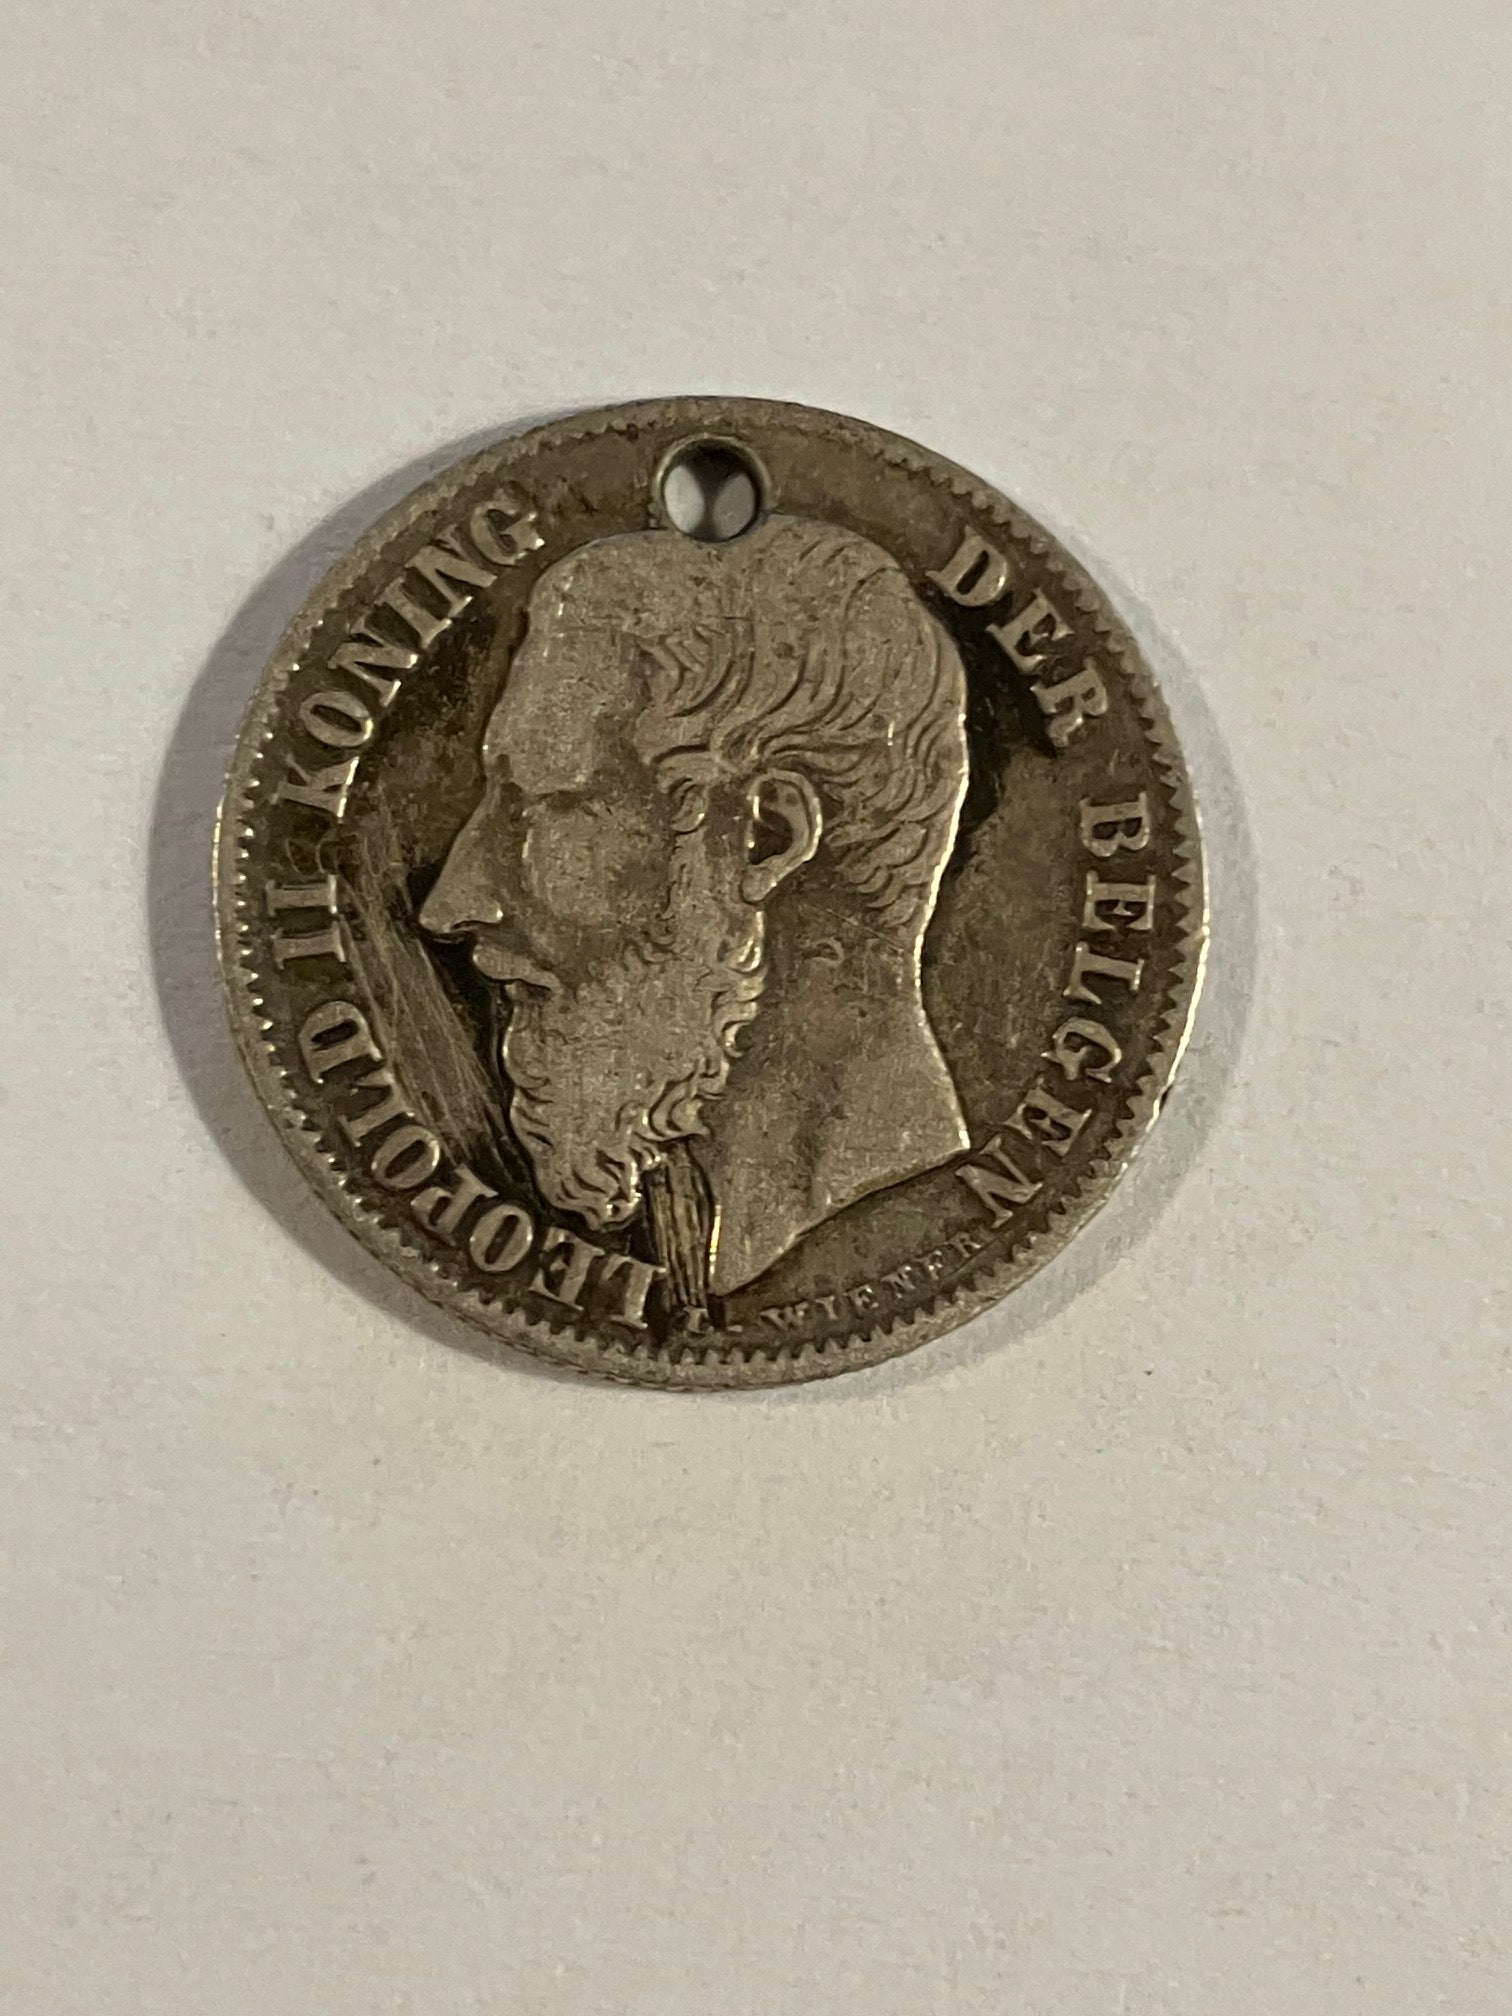 LEOPOLD II KONING DER BELGEN
L. WIENER